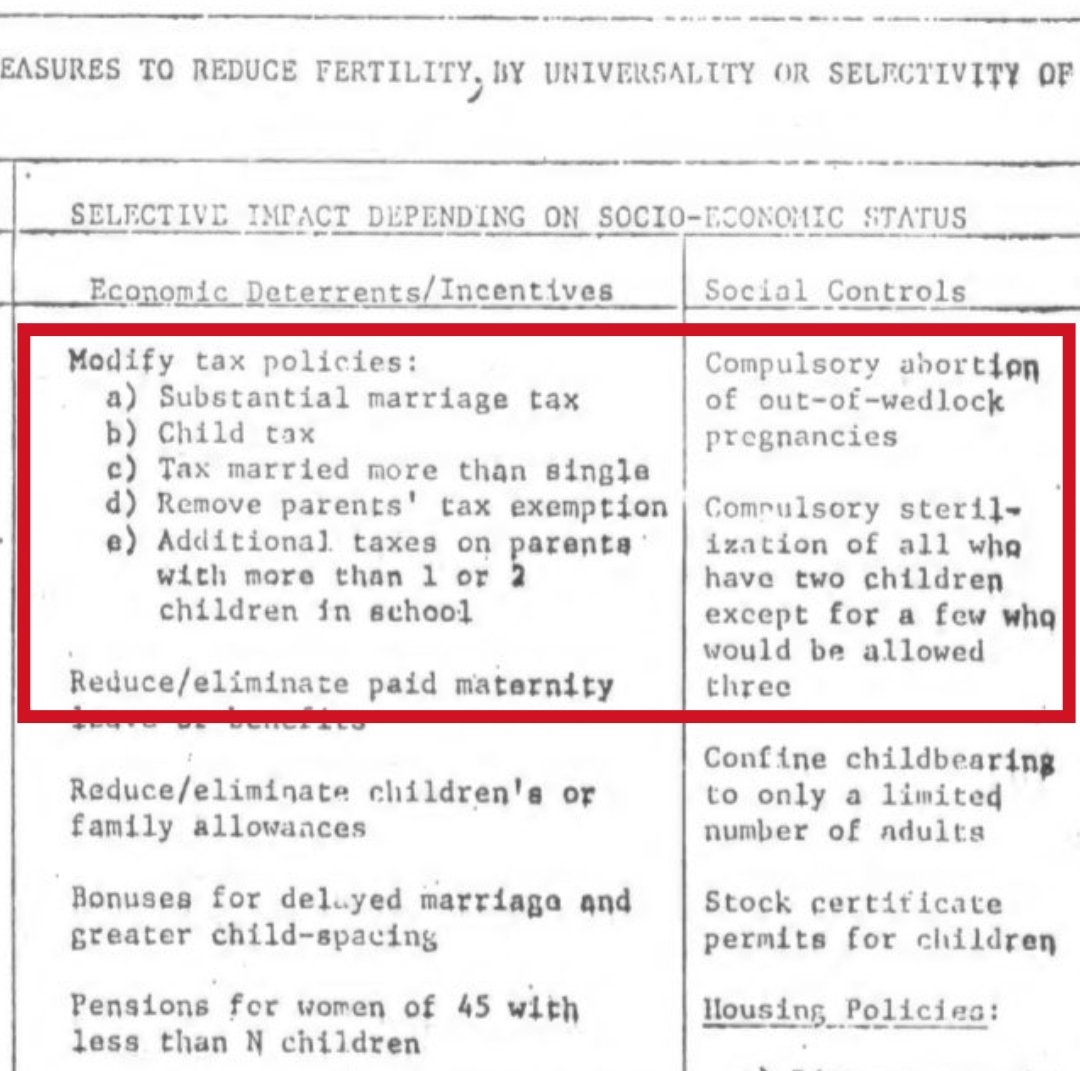 EASURES TO REDUCE FERTILITY, BY UNIVERSALITY OR SELECTIVITY OF
SELECTIVE IMPACT DEPENDING ON SOCIO-ECONOMIC STATUS
Economic Deterrents/Incentives
Modify tax policies:
a) Substantial marriage tax
b) Child tax
c) Tax married more than single
d) Remove parents' tax exemption
e) Additional taxes on parents
with more than 1 or 2
children in school
Reduce/eliminate paid maternity
leave or benefits
Reduce/eliminate children's or
family allowances
Bonuses for delayed marriage and
greater child-spacing
Pensions for women of 45 with
less than N children
Social Controls
Compulsory abortion
of out-of-wedlock
pregnancies
Compulsory steril-
ization of all who
have two children
except for a few who
would be allowed
three
Confine childbearing
to only a limited
number of adults
Stock certificate
permits for children
Housing Policies: